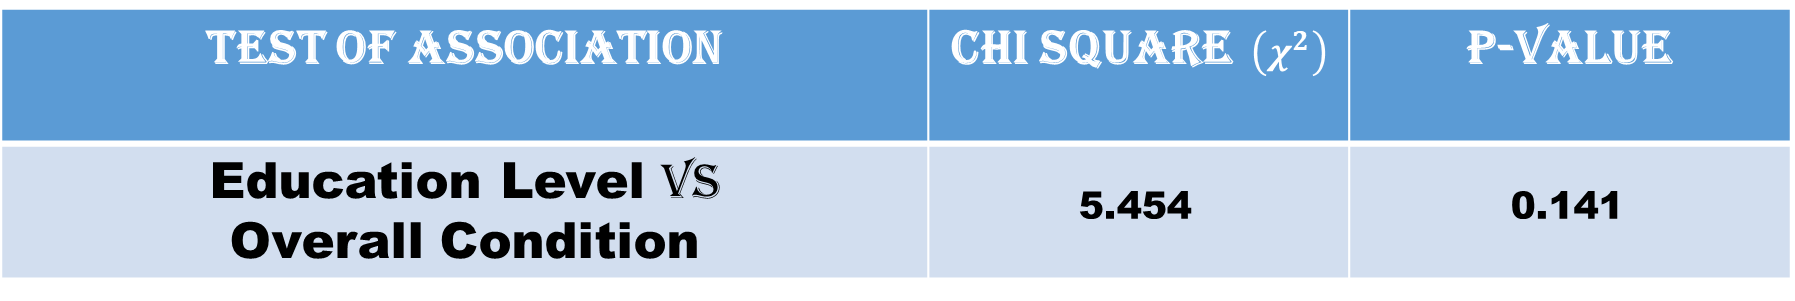 TEST OF ASSOCIATION
CHI SQUARE (χ²)
P-VALUE
Education Level VS
Overall Condition
5.454
0.141